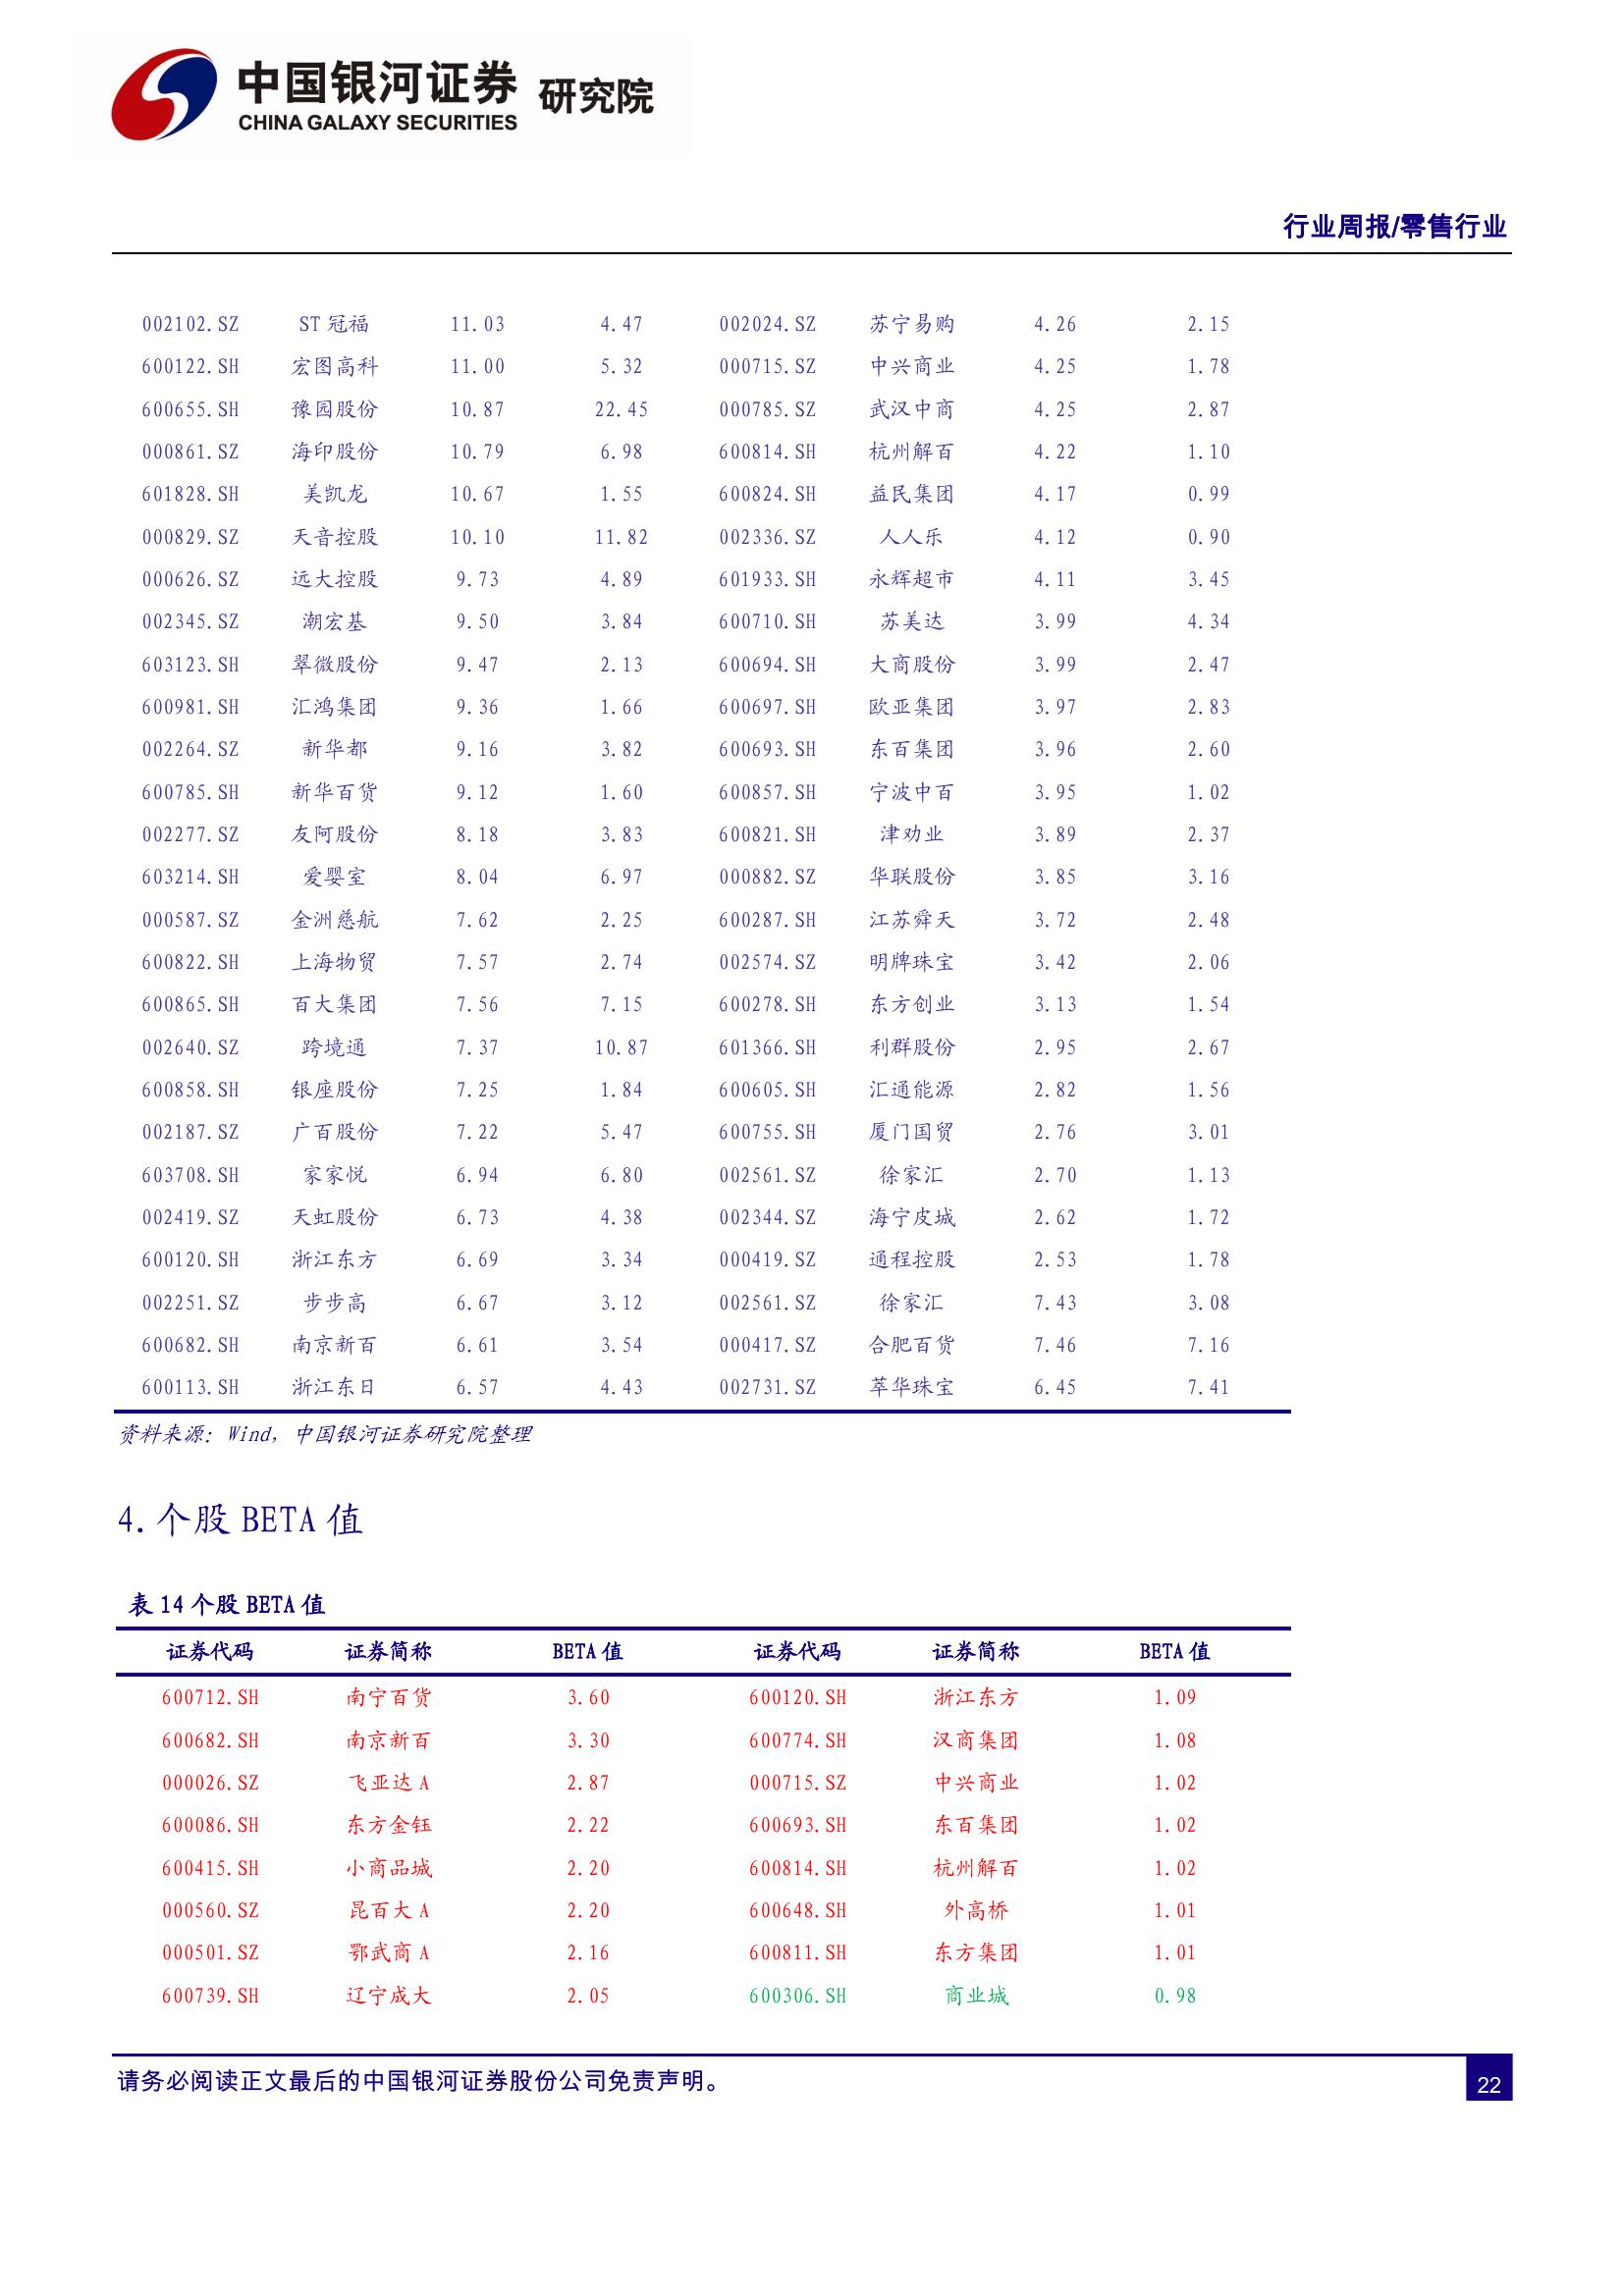 中国银河证券 研究院
CHINA GALAXY SECURITIES
行业周报/零售行业
002102.SZ ST 冠福 11.03 4.47 002024.SZ 苏宁易购 4.26 2.15
600122.SH 宏图高科 11.00 5.32 000715.SZ 中兴商业 4.25 1.78
600655.SH 豫园股份 10.87 22.45 000785.SZ 武汉中商 4.25 2.87
000861.SZ 海印股份 10.79 6.98 600814.SH 杭州解百 4.22 1.10
601828.SH 美凯龙 10.67 1.55 600824.SH 益民集团 4.17 0.99
000829.SZ 天音控股 10.10 11.82 002336.SZ 人人乐 4.12 0.90
000626.SZ 远大控股 9.73 4.89 601933.SH 永辉超市 4.11 3.45
002345.SZ 潮宏基 9.50 3.84 600710.SH 苏美达 3.99 4.34
603123.SH 翠微股份 9.47 2.13 600694.SH 大商股份 3.99 2.47
600981.SH 汇鸿集团 9.36 1.66 600697.SH 欧亚集团 3.97 2.83
002264.SZ 新华都 9.16 3.82 600693.SH 东百集团 3.96 2.60
600785.SH 新华百货 9.12 1.60 600857.SH 宁波中百 3.95 1.02
002277.SZ 友阿股份 8.18 3.83 600821.SH 津劝业 3.89 2.37
603214.SH 爱婴室 8.04 6.97 000882.SZ 华联股份 3.85 3.16
000587.SZ 金洲慈航 7.62 2.25 600287.SH 江苏舜天 3.72 2.48
600822.SH 上海物贸 7.57 2.74 002574.SZ 明牌珠宝 3.42 2.06
600865.SH 百大集团 7.56 7.15 600278.SH 东方创业 3.13 1.54
002640.SZ 跨境通 7.37 10.87 601366.SH 利群股份 2.95 2.67
600858.SH 银座股份 7.25 1.84 600605.SH 汇通能源 2.82 1.56
002187.SZ 广百股份 7.22 5.47 600755.SH 厦门国贸 2.76 3.01
603708.SH 家家悦 6.94 6.80 002561.SZ 徐家汇 2.70 1.13
002419.SZ 天虹股份 6.73 4.38 002344.SZ 海宁皮城 2.62 1.72
600120.SH 浙江东方 6.69 3.34 000419.SZ 通程控股 2.53 1.78
002251.SZ 步步高 6.67 3.12 002561.SZ 徐家汇 7.43 3.08
600682.SH 南京新百 6.61 3.54 000417.SZ 合肥百货 7.46 7.16
600113.SH 浙江东日 6.57 4.43 002731.SZ 萃华珠宝 6.45 7.41
资料来源：Wind，中国银河证券研究院整理
4.个股 BETA 值
表 14 个股 BETA 值
证券代码 证券简称 BETA 值 证券代码 证券简称 BETA 值
600712.SH 南宁百货 3.60 600120.SH 浙江东方 1.09
600682.SH 南京新百 3.30 600774.SH 汉商集团 1.08
000026.SZ 飞亚达 A 2.87 000715.SZ 中兴商业 1.02
600086.SH 东方金钰 2.22 600693.SH 东百集团 1.02
600415.SH 小商品城 2.20 600814.SH 杭州解百 1.02
000560.SZ 昆百大 A 2.20 600648.SH 外高桥 1.01
000501.SZ 鄂武商 A 2.16 600811.SH 东方集团 1.01
600739.SH 辽宁成大 2.05 600306.SH 商业城 0.98
请务必阅读正文最后的中国银河证券股份公司免责声明。
22